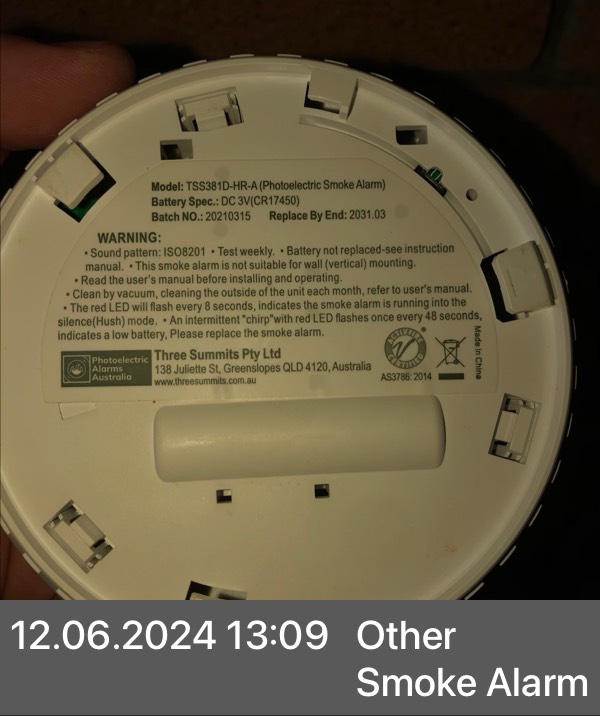 Model: TSS381D-HR-A (Photoelectric Smoke Alarm)
Battery Spec.: DC 3V(CR17450)
Batch NO.: 20210315 Replace By End: 2031.03
WARNING:
• Sound pattern: ISO8201 • Test weekly. • Battery not replaced-see instruction
manual. • This smoke alarm is not suitable for wall (vertical) mounting.
• Read the user's manual before installing and operating.
• Clean by vacuum, cleaning the outside of the unit each month, refer to user's manual.
• The red LED will flash every 8 seconds, indicates the smoke alarm is running into the
silence(Hush) mode. • An intermittent "chirp"with red LED flashes once every 48 seconds,
indicates a low battery, Please replace the smoke alarm.
Photoelectric
Alarms
Australia
Three Summits Pty Ltd
138 Juliette St, Greenslopes QLD 4120, Australia
www.threesummits.com.au
AS3786: 2014
Made in China
12.06.2024 13:09 Other
Smoke Alarm